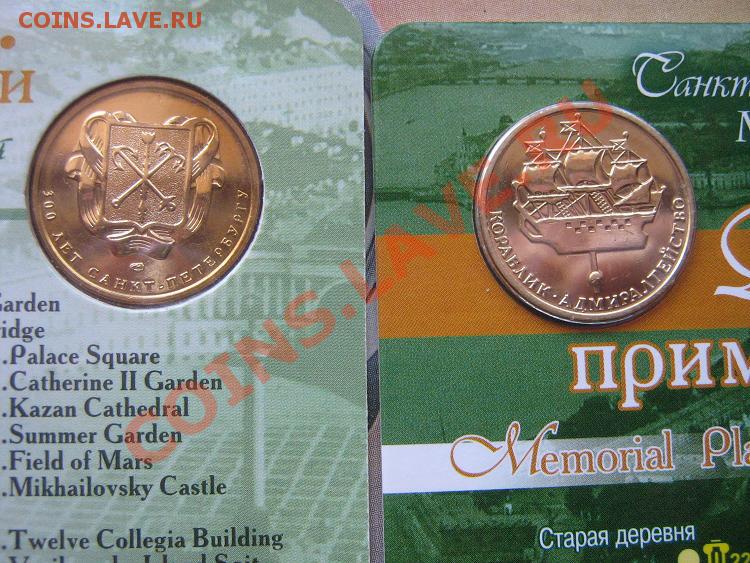 COINS.LAVE.RU
й
300 ЛЕТ САНКТ-ПЕТЕРБУРГУ
Garden
..Palace Square
..Catherine II Garden
..Kazan Cathedral
..Summer Garden
..Field of Mars
..Mikhailovsky Castle
..Twelve Collegia Building
Санкт
М
КОРАБЛИК · АДМИРАЛТЕЙСТВО
прим
Memorial Pla
Старая деревня
22
COINS.LAVE.RU